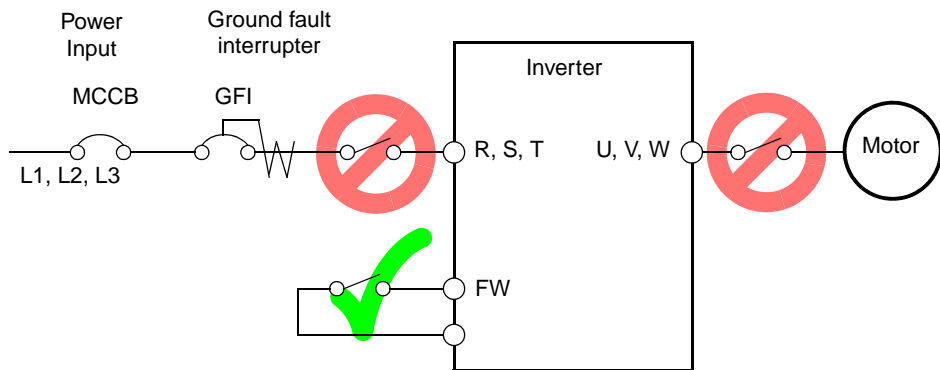 Power
Input
Ground fault
interrupter
MCCB
GFI
Inverter
L1, L2, L3
R, S, T
U, V, W
Motor
FW